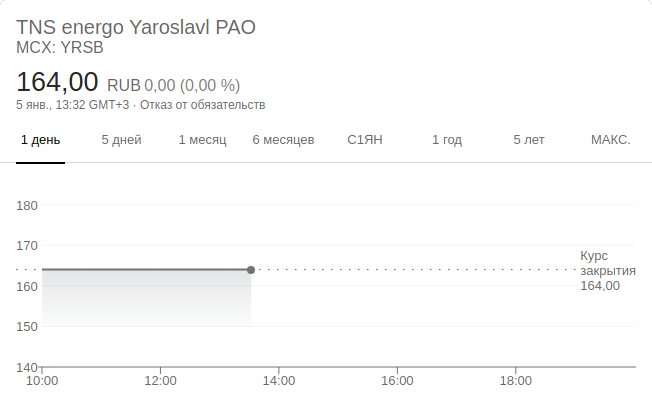 TNS energo Yaroslavl PAO
MCX: YRSB
164,00 RUB 0,00 (0,00 %)
5 янв., 13:32 GMT+3 · Отказ от обязательств
1 день 5 дней 1 месяц 6 месяцев С1ЯН 1 год 5 лет МАКС.
180
170
Курс
закрытия
164,00
160
150
140
10:00 12:00 14:00 16:00 18:00